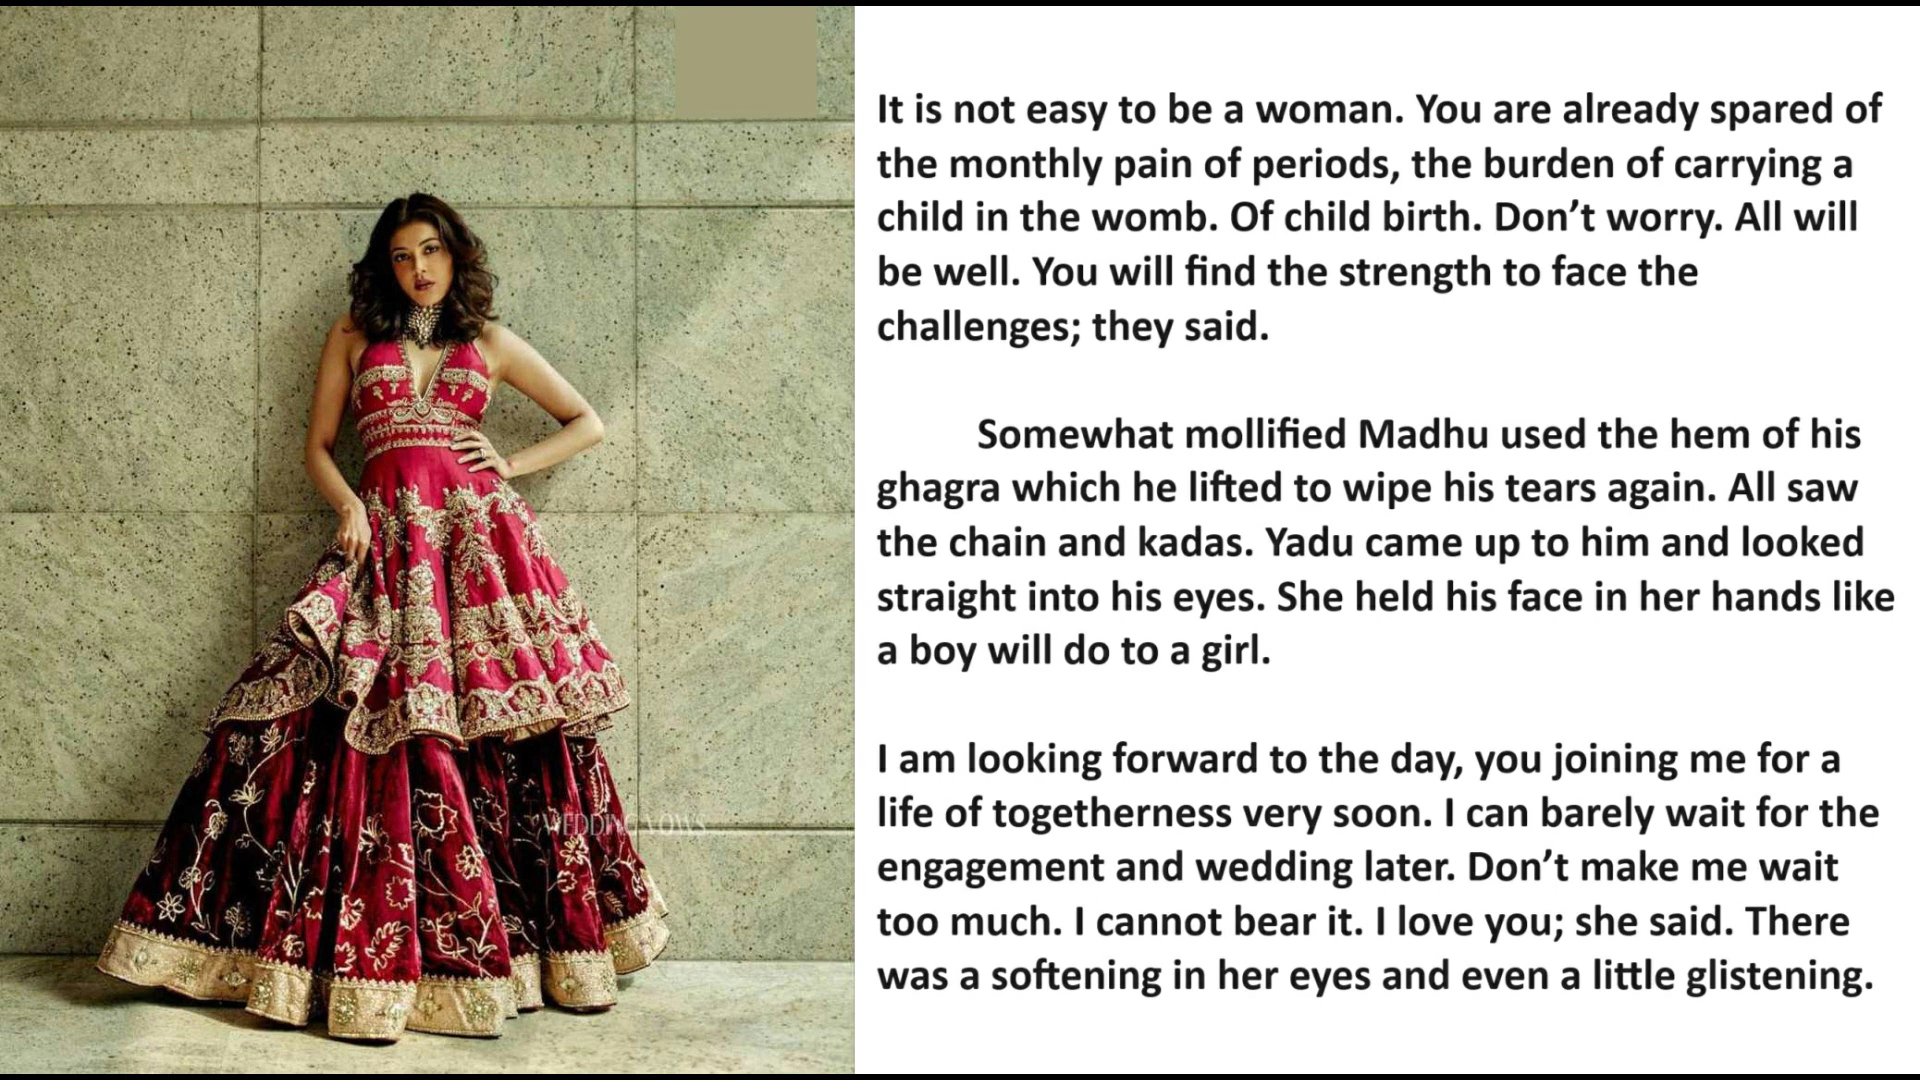 It is not easy to be a woman. You are already spared of
the monthly pain of periods, the burden of carrying a
child in the womb. Of child birth. Don’t worry. All will
be well. You will find the strength to face the
challenges; they said.
Somewhat mollified Madhu used the hem of his
ghagra which he lifted to wipe his tears again. All saw
the chain and kadas. Yadu came up to him and looked
straight into his eyes. She held his face in her hands like
a boy will do to a girl.
I am looking forward to the day, you joining me for a
life of togetherness very soon. I can barely wait for the
engagement and wedding later. Don’t make me wait
too much. I cannot bear it. I love you; she said. There
was a softening in her eyes and even a little glistening.
WEDDING VOWS